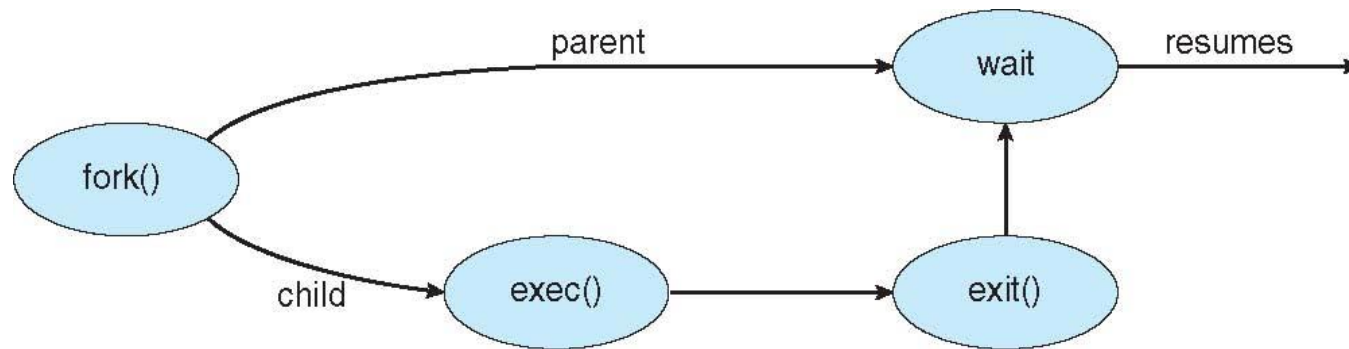 parent
wait
resumes
fork()
child
exec()
exit()